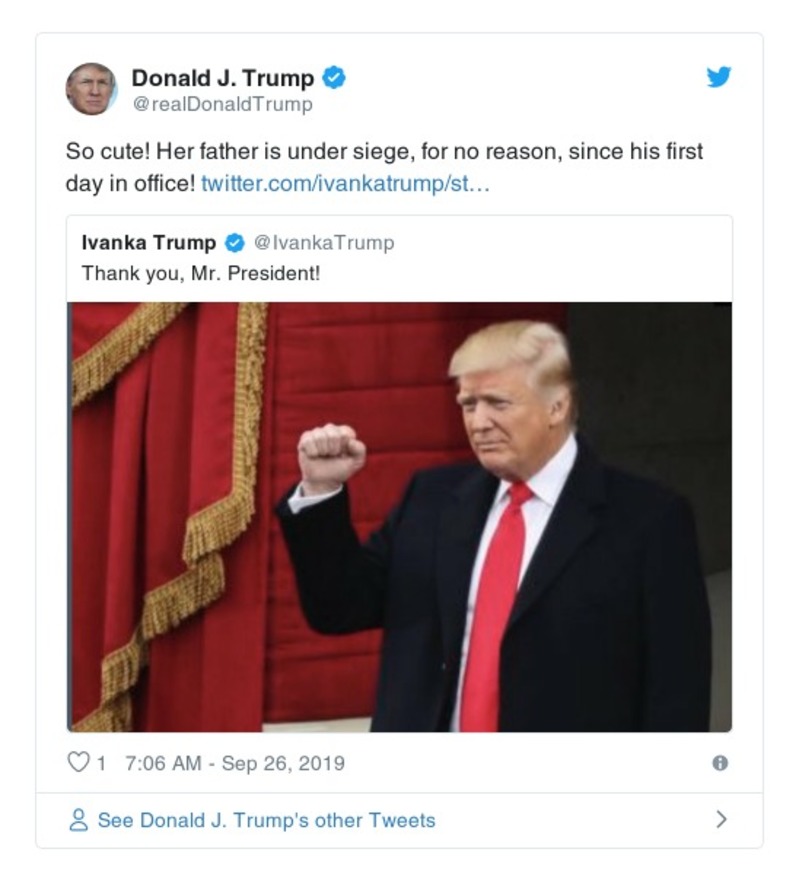 Donald J. Trump
@realDonaldTrump
So cute! Her father is under siege, for no reason, since his first
day in office! twitter.com/ivankatrump/st…
Ivanka Trump @IvankaTrump
Thank you, Mr. President!
1 7:06 AM - Sep 26, 2019
See Donald J. Trump's other Tweets